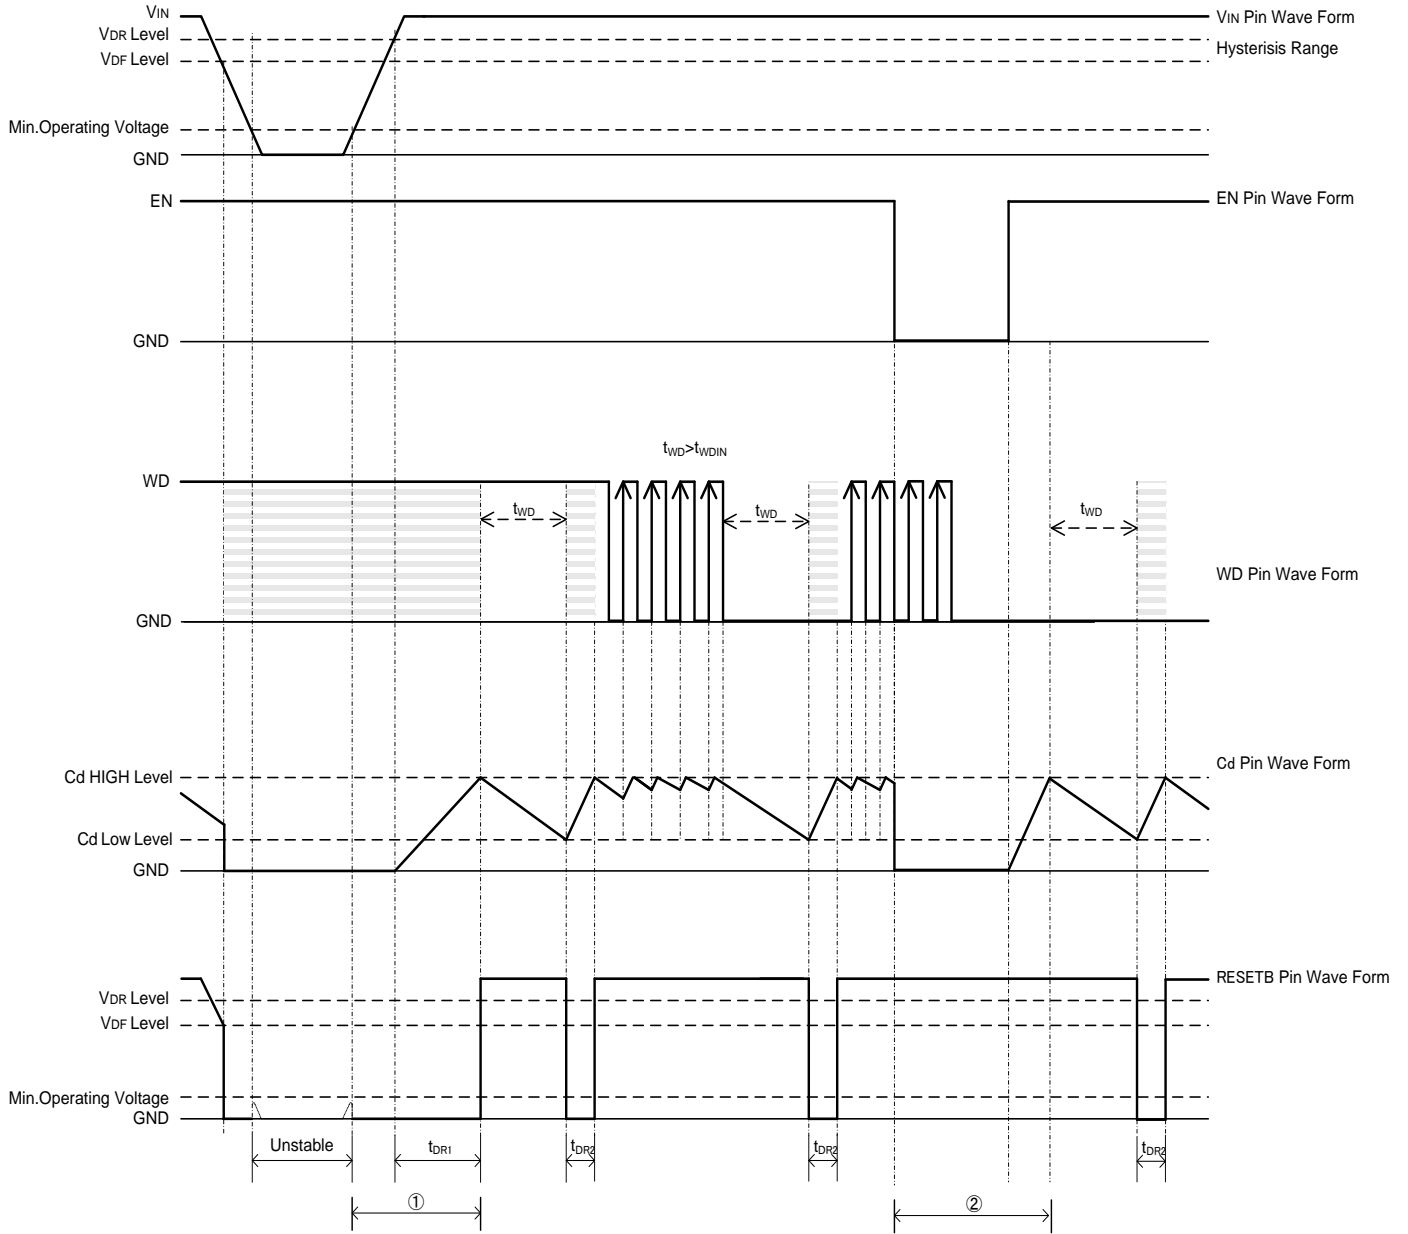 VIN
VDR Level
VDF Level
Min.Operating Voltage
GND
VIN Pin Wave Form
Hysterisis Range
EN
GND
EN Pin Wave Form
tWD>tWDIN
WD
tWD
tWD
tWD
GND
WD Pin Wave Form
Cd HIGH Level
Cd Low Level
GND
Cd Pin Wave Form
RESETB Pin Wave Form
VDR Level
VDF Level
Min.Operating Voltage
GND
Unstable
tDR1
tDR2
tDR2
tDR2
①
②